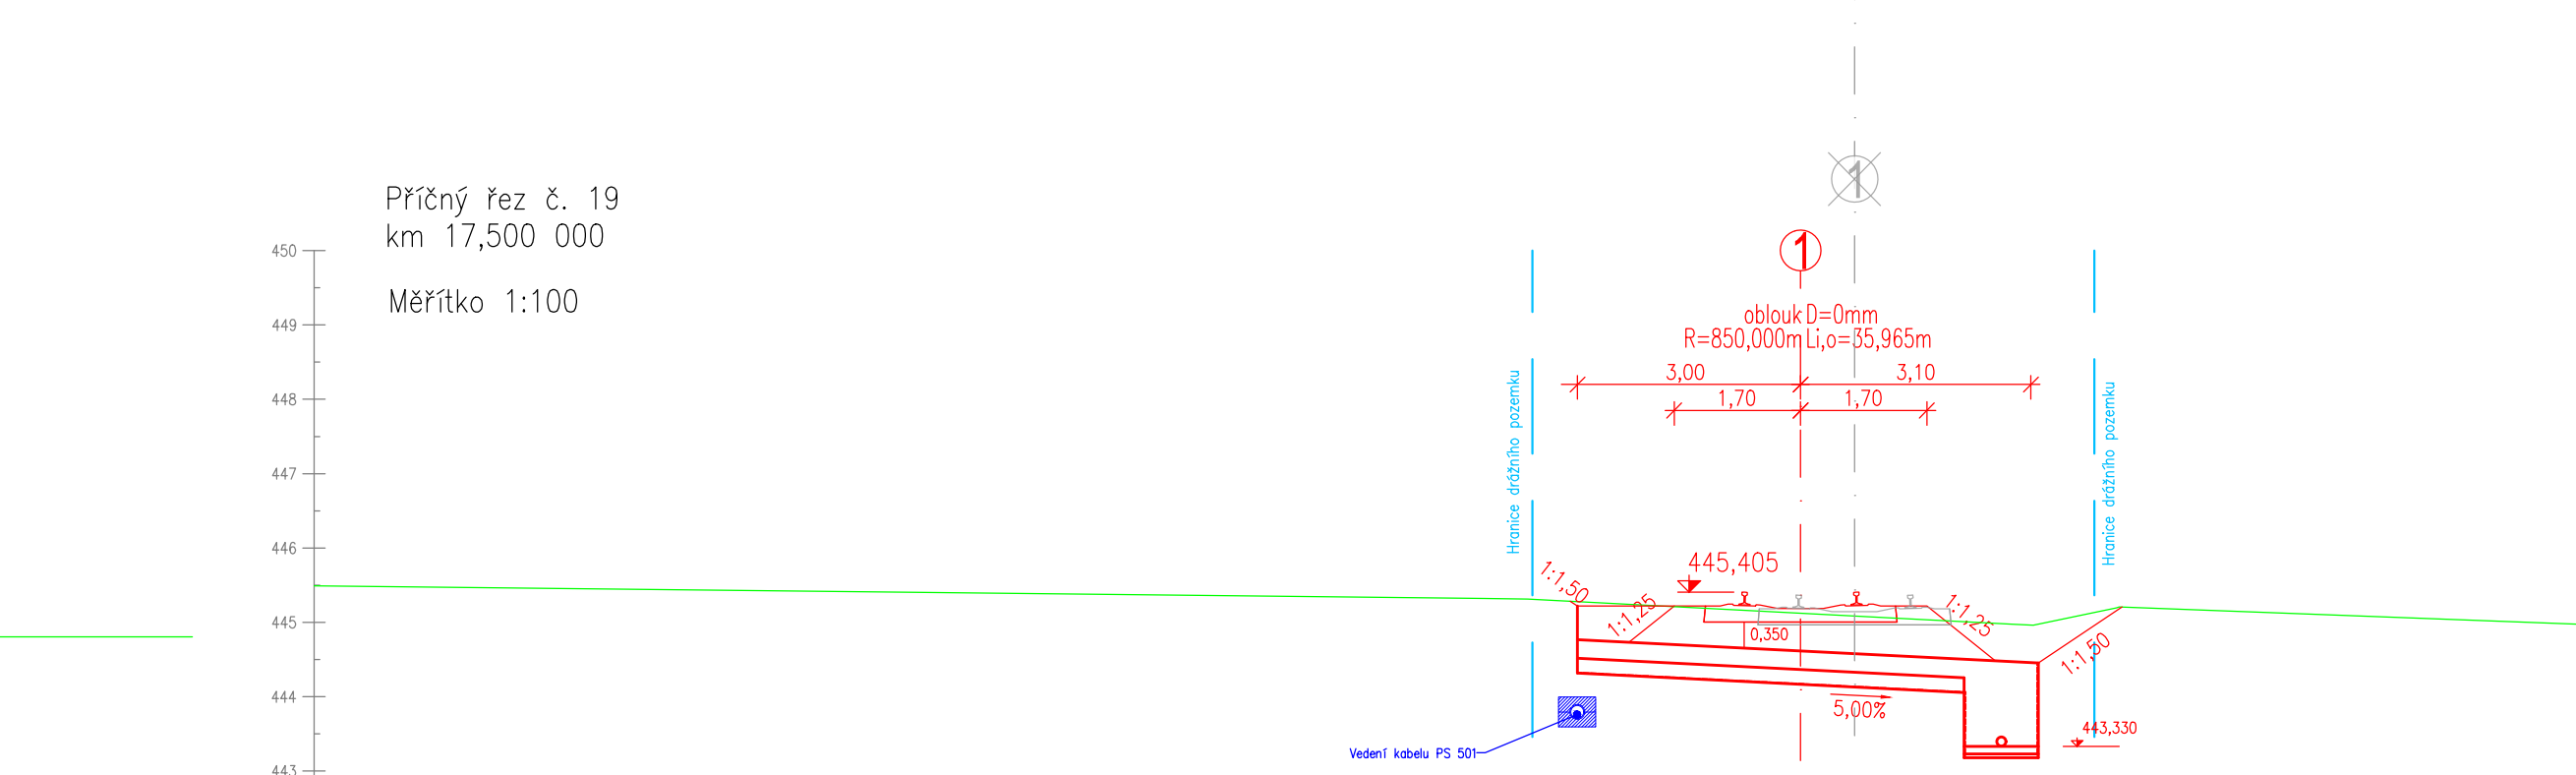 Příčný řez č. 19
km 17,500 000
Měřítko 1:100
450
449
448
447
446
445
444
443
1
1
oblouk D=0mm
R=850,000m Li,o=35,965m
3,00
3,10
1,70
1,70
Hranice drážního pozemku
Hranice drážního pozemku
445,405
1:1,50
1:1,25
0,350
1:1,25
1:1,50
5,00%
443,330
Vedení kabelu PS 501